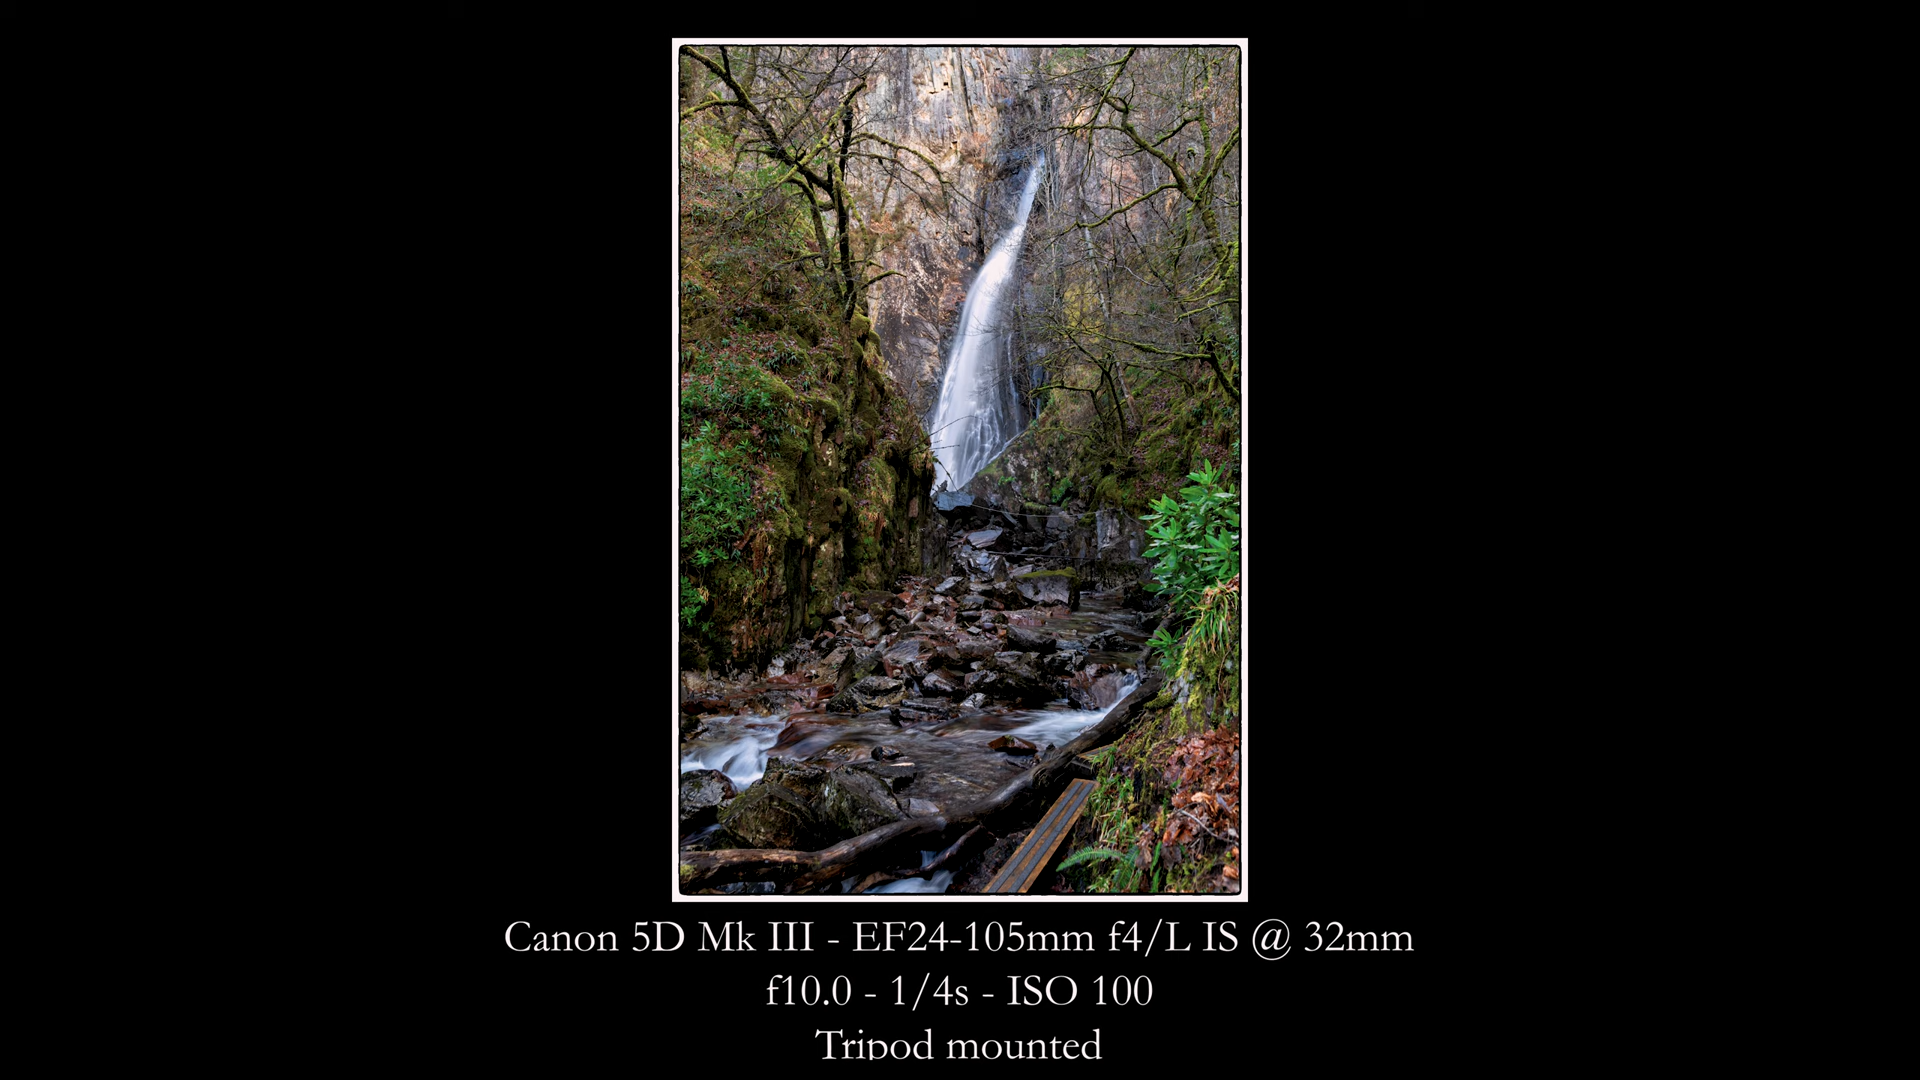 Canon 5D Mk III - EF24-105mm f4/L IS @ 32mm
f10.0 - 1/4s - ISO 100
Tripod mounted